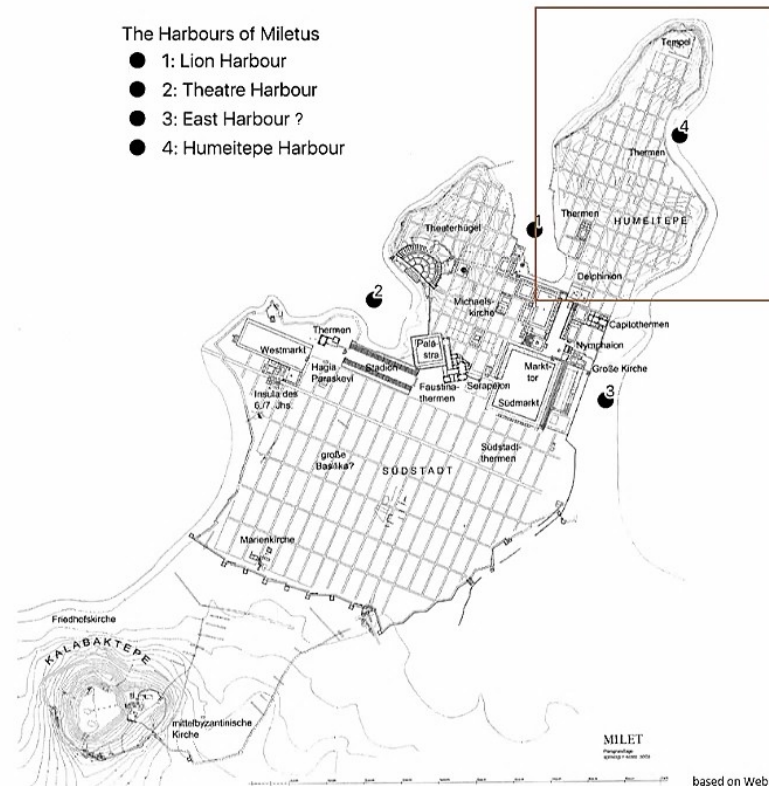 The Harbours of Miletus
1: Lion Harbour
2: Theatre Harbour
3: East Harbour ?
4: Humeitepe Harbour
Tempel
4
Thermen
Thermen
HUMEITEPE
Theaterhügel
1
Delphinion
2
Michaels-
kirche
Capitothermen
Thermen
Nymphaion
Westmarkt
Palä
stra
Markt-
tor
Große Kirche
Hagia
Paraskevi
Stadion
Faustina-
thermen
Serapeion
Südmarkt
3
Insula des
6./7. Jhs.
große
Basilika?
SÜDSTADT
Südstadt-
thermen
Marienkirche
Friedhofskirche
KALABAKTEPE
mittelbyzantinische
Kirche
MILET
based on Web